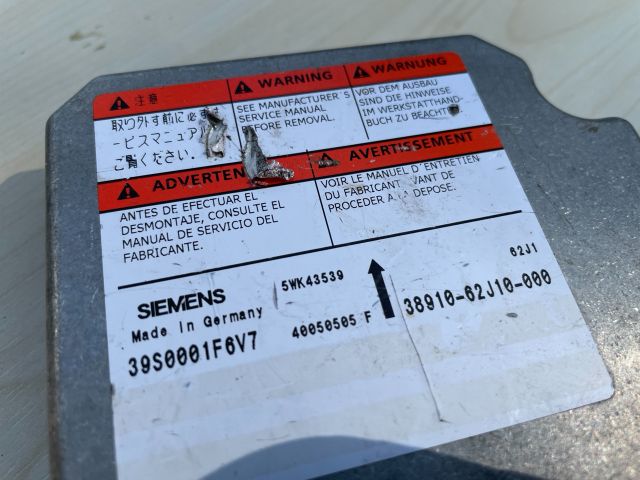 注意
取り外す前に必
ービスマニュア
ご覧ください.
WARNING
SEE MANUFACTURER'S
SERVICE MANUAL
BEFORE REMOVAL.
WARNUNG
VOR DEM AUSBAU
SIND DIE HINWEISE
IM WERKSTATTHAND-
BUCH ZU BEACHTEN
ADVERTEN
ANTES DE EFECTUAR EL
DESMONTAJE, CONSULTE EL
MANUAL DE SERVICIO DEL
FABRICANTE.
AVERTISSEMENT
VOIR LE MANUEL D'ENTRETIEN
DU FABRICANT AVANT DE
PROCEDER A LA DEPOSE.
SIEMENS
Made in Germany
39S0001F6V7
5WK43539
40050505 F
62J1
38910-62J10-000